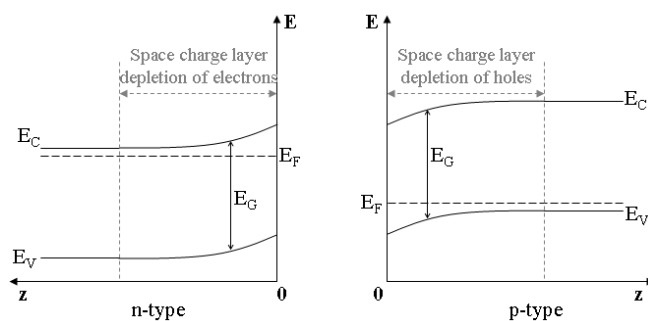 E
Space charge layer
depletion of electrons
E_C
E_F
E_G
E_V
z
0
n-type
E
Space charge layer
depletion of holes
E_C
E_G
E_F
E_V
0
z
p-type